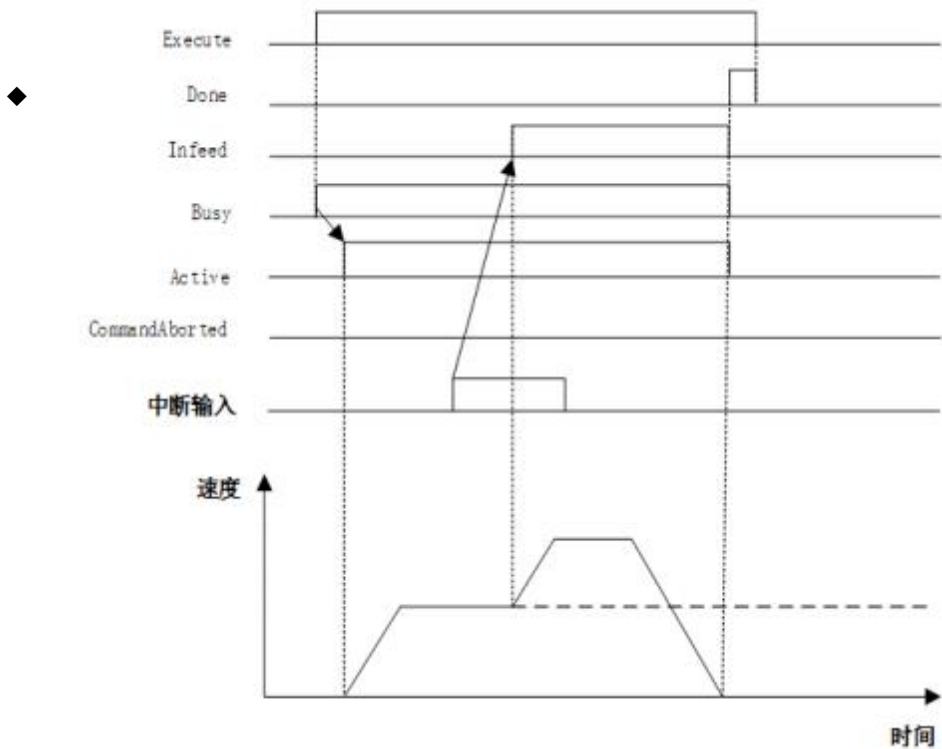 Execute
Done
Infeed
Busy
Active
CommandAborted
中断输入
速度
时间